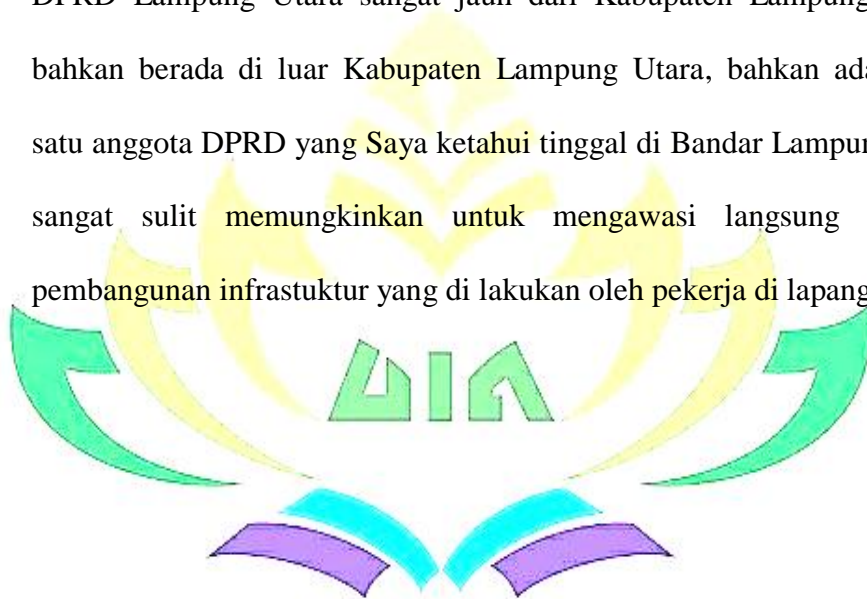 DPRD Lampung Utara sangat jauh dari Kabupaten Lampung
bahkan berada di luar Kabupaten Lampung Utara, bahkan ada
satu anggota DPRD yang Saya ketahui tinggal di Bandar Lampun
sangat sulit memungkinkan untuk mengawasi langsung
pembangunan infrastuktur yang di lakukan oleh pekerja di lapang
UIN